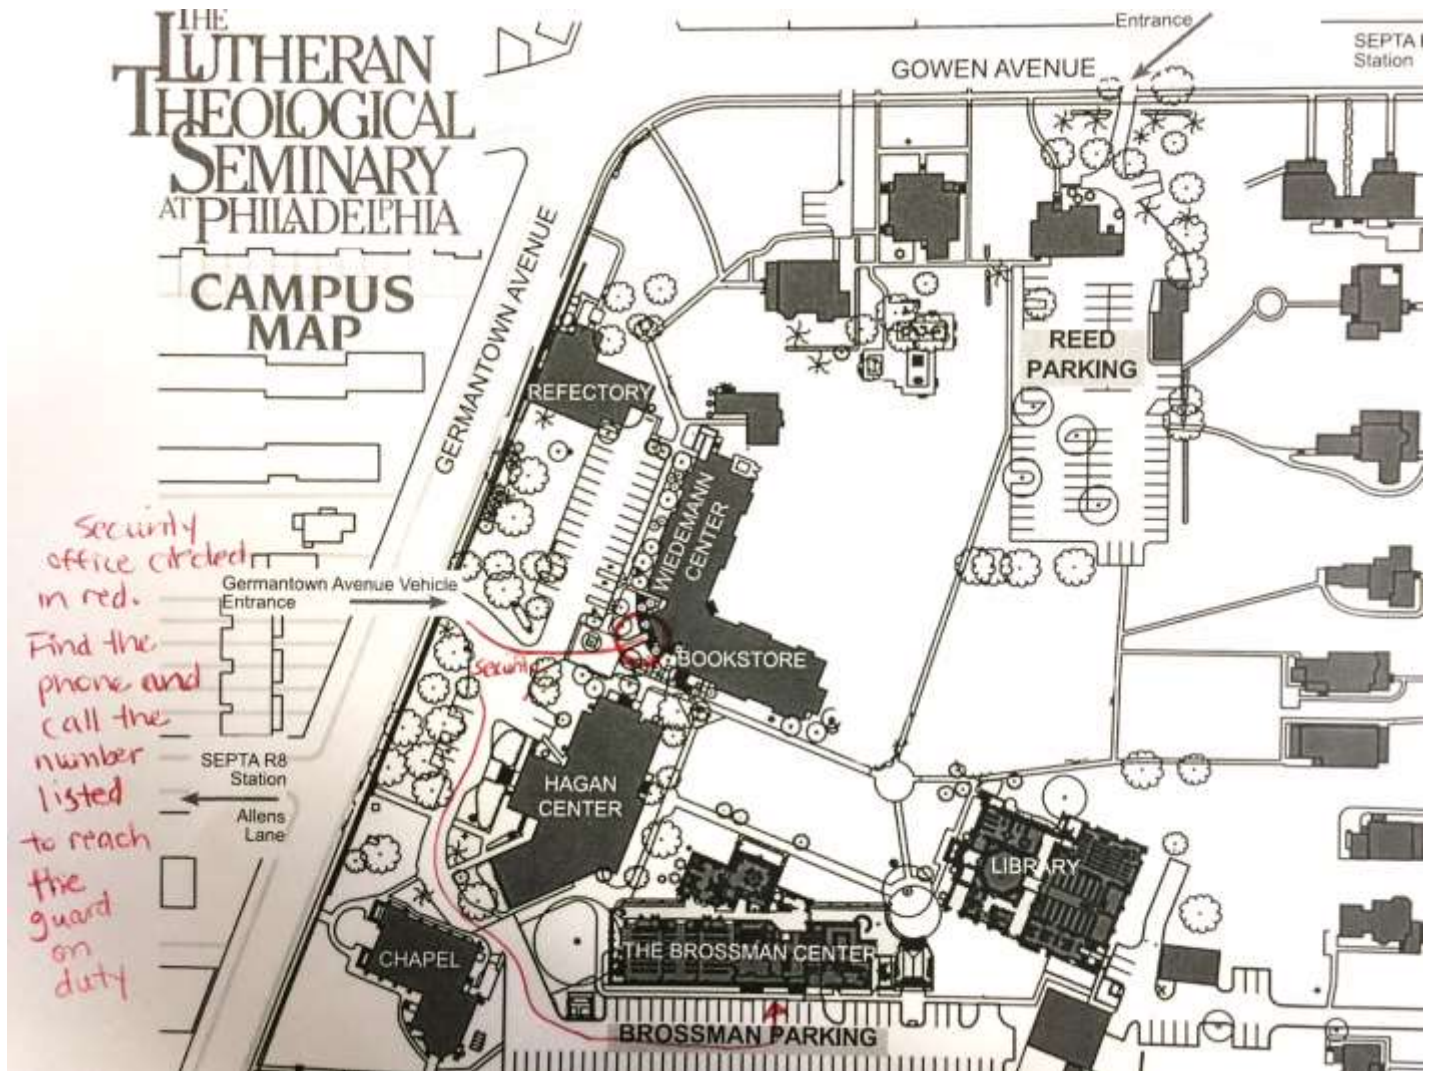 THE
LUTHERAN
THEOLOGICAL
SEMINARY
AT PHILADELPHIA
CAMPUS
MAP
Entrance
SEPTA
Station
GOWEN AVENUE
GERMANTOWN AVENUE
REED
PARKING
REFECTORY
WIEDEMANN
CENTER
Security
office circled
in red.
Find the
phone and
call the
number
listed
to reach
the
guard
on
duty
Germantown Avenue Vehicle
Entrance
Security
BOOKSTORE
SEPTA R8
Station
Allens
Lane
HAGAN
CENTER
LIBRARY
CHAPEL
THE BROSSMAN CENTER
BROSSMAN PARKING